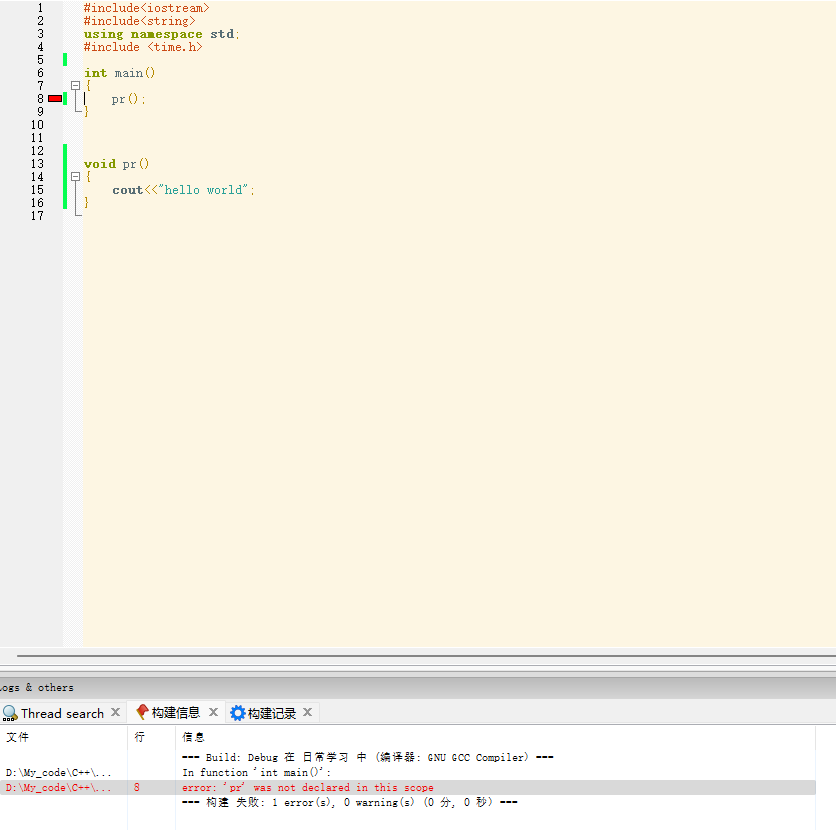 1 #include<iostream>
2 #include<string>
3 using namespace std;
4 #include <time.h>
5
6 int main()
7 {
8 pr();
9 }
10
11
12
13 void pr()
14 {
15 cout<<"hello world";
16 }
17
ogs & others
Thread search 构建信息 构建记录
文件 行 信息
=== Build: Debug 在 日常学习 中 (编译器: GNU GCC Compiler) ===
D:\My_code\C++\... In function 'int main()':
D:\My_code\C++\... 8 error: 'pr' was not declared in this scope
=== 构建 失败: 1 error(s), 0 warning(s) (0 分, 0 秒) ===